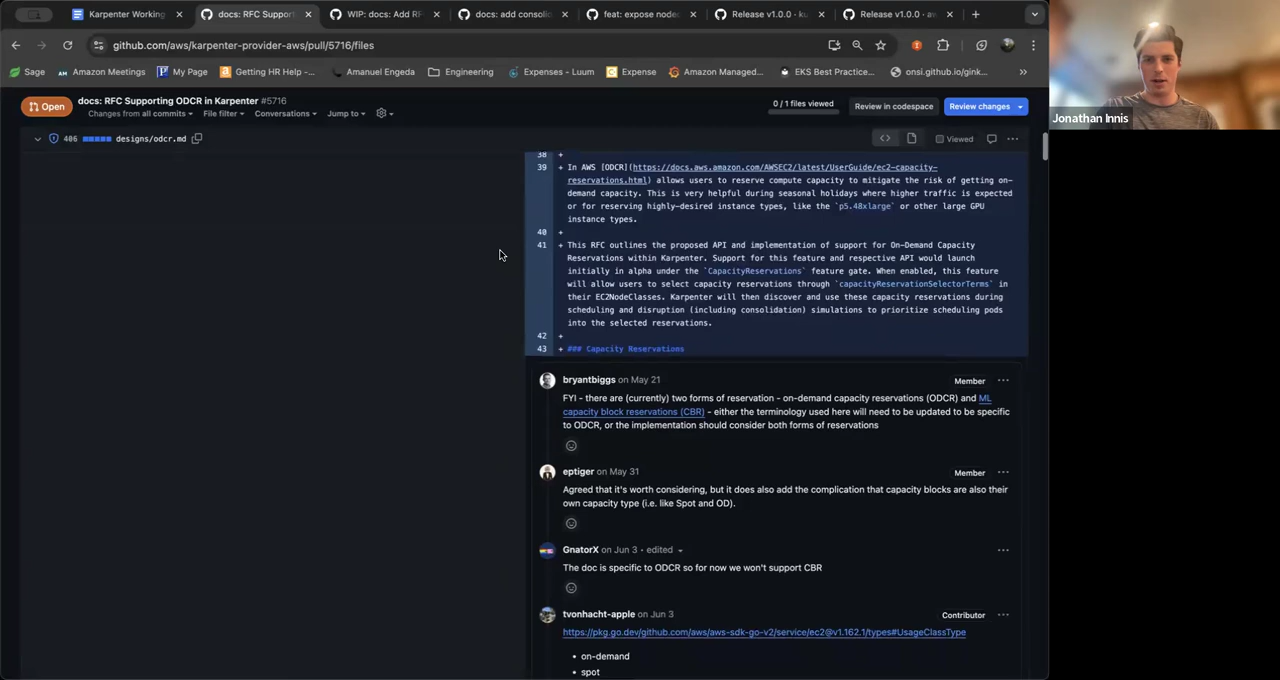 Karpenter Working
docs: RFC Support
WIP: docs: Add RF
docs: add consolid
feat: expose node
Release v1.0.0 · ku
Release v1.0.0 · aw
github.com/aws/karpenter-provider-aws/pull/5716/files
Sage
Amazon Meetings
My Page
Getting HR Help -...
Amanuel Engeda
Engineering
Expenses - Luum
Expense
Amazon Managed...
EKS Best Practice...
onsi.github.io/gink...
Open
docs: RFC Supporting ODCR in Karpenter #5716
Changes from all commits
File filter
Conversations
Jump to
0 / 1 files viewed
Review in codespace
Review changes
406
designs/odcr.md
Viewed
38 +
39 + In AWS [ODCR](https://docs.aws.amazon.com/AWSEC2/latest/UserGuide/ec2-capacity-
reservations.html) allows users to reserve compute capacity to mitigate the risk of getting on-
demand capacity. This is very helpful during seasonal holidays where higher traffic is expected
or for reserving highly-desired instance types, like the `p5.48xlarge` or other large GPU
instance types.
40 +
41 + This RFC outlines the proposed API and implementation of support for On-Demand Capacity
Reservations within Karpenter. Support for this feature and respective API would launch
initially in alpha under the `CapacityReservations` feature gate. When enabled, this feature
will allow users to select capacity reservations through `capacityReservationSelectorTerms` in
their EC2NodeClasses. Karpenter will then discover and use these capacity reservations during
scheduling and disruption (including consolidation) simulations to prioritize scheduling pods
into the selected reservations.
42 +
43 + ### Capacity Reservations
bryantbiggs on May 21
Member
FYI - there are (currently) two forms of reservation - on-demand capacity reservations (ODCR) and ML
capacity block reservations (CBR) - either the terminology used here will need to be updated to be specific
to ODCR, or the implementation should consider both forms of reservations
eptiger on May 31
Member
Agreed that it's worth considering, but it does also add the complication that capacity blocks are also their
own capacity type (i.e. like Spot and OD).
GnatorX on Jun 3 • edited
The doc is specific to ODCR so for now we won't support CBR
tvonhacht-apple on Jun 3
Contributor
https://pkg.go.dev/github.com/aws/aws-sdk-go-v2/service/ec2@v1.162.1/types#UsageClassType
• on-demand
• spot
Jonathan Innis